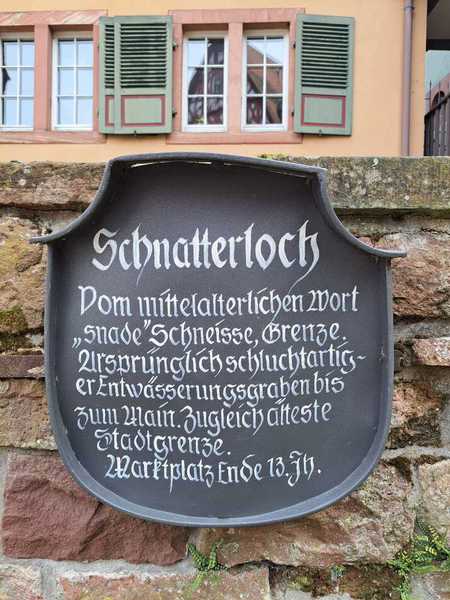 Schnatterloch
Vom mittelalterlichen Wort
„snade" Schneisse, Grenze.
Ursprünglich schluchtartig-
er Entwässerungsgraben bis
zum Main. Zugleich älteste
Stadtgrenze.
Marktplatz Ende 13. Jh.